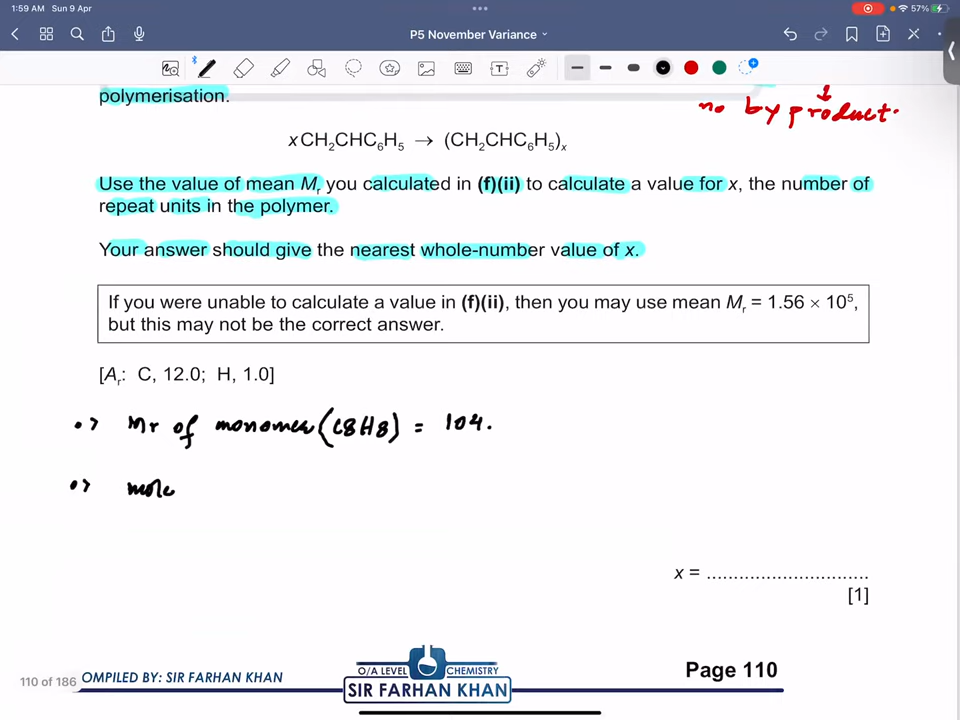 1:59 AM Sun 9 Apr
57%
P5 November Variance
polymerisation.
no by product.
x CH₂CHC₆H₅ → (CH₂CHC₆H₅)ₓ
Use the value of mean Mᵣ you calculated in (f)(ii) to calculate a value for x, the number of
repeat units in the polymer.
Your answer should give the nearest whole-number value of x.
If you were unable to calculate a value in (f)(ii), then you may use mean Mᵣ = 1.56 × 10⁵,
but this may not be the correct answer.
[Aᵣ: C, 12.0; H, 1.0]
Mr of monomer (C8H8) = 104.
mole
x = ..............................
[1]
110 of 186
COMPILED BY: SIR FARHAN KHAN
O/A LEVEL CHEMISTRY
SIR FARHAN KHAN
Page 110